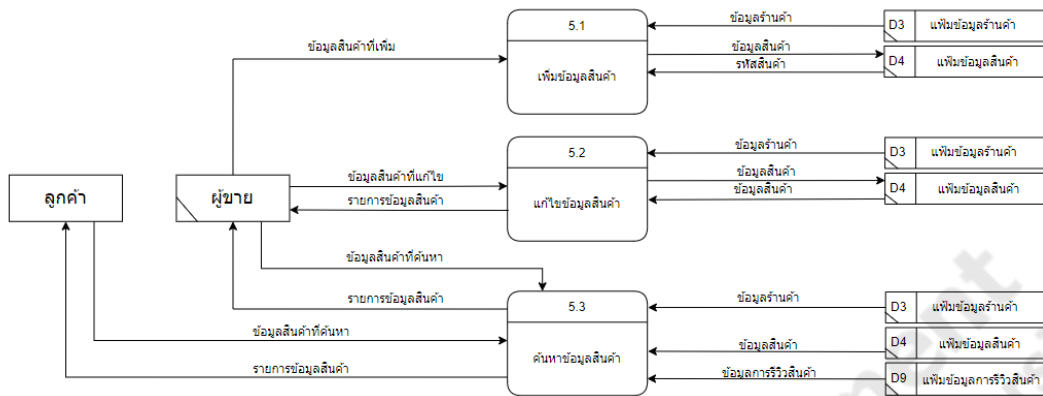 5.1
เพิ่มข้อมูลสินค้า
ข้อมูลสินค้าที่เพิ่ม
ข้อมูลร้านค้า
D3 แฟ้มข้อมูลร้านค้า
ข้อมูลสินค้า
รหัสสินค้า
D4 แฟ้มข้อมูลสินค้า
ลูกค้า
ผู้ขาย
5.2
แก้ไขข้อมูลสินค้า
ข้อมูลสินค้าที่แก้ไข
รายการข้อมูลสินค้า
ข้อมูลร้านค้า
D3 แฟ้มข้อมูลร้านค้า
ข้อมูลสินค้า
ข้อมูลสินค้า
D4 แฟ้มข้อมูลสินค้า
ข้อมูลสินค้าที่ค้นหา
รายการข้อมูลสินค้า
ข้อมูลสินค้าที่ค้นหา
รายการข้อมูลสินค้า
5.3
ค้นหาข้อมูลสินค้า
ข้อมูลร้านค้า
D3 แฟ้มข้อมูลร้านค้า
ข้อมูลสินค้า
D4 แฟ้มข้อมูลสินค้า
ข้อมูลการรีวิวสินค้า
D9 แฟ้มข้อมูลการรีวิวสินค้า